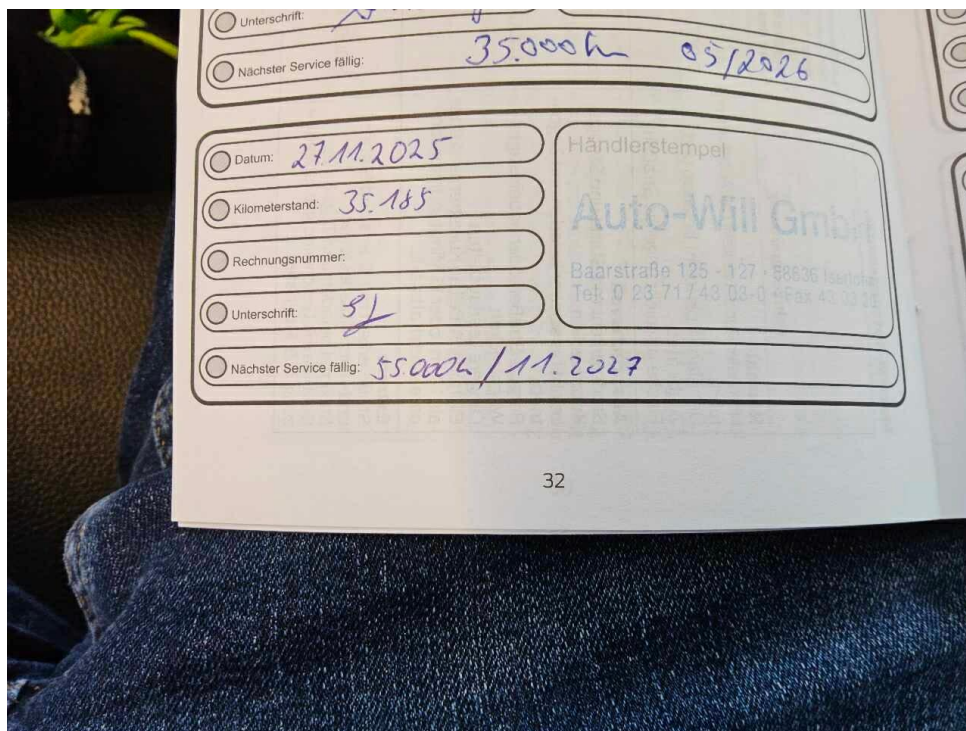 Unterschrift:
Nächster Service fällig: 35.000km 05/2026
Datum: 27.11.2025
Kilometerstand: 35.185
Rechnungsnummer:
Unterschrift:
Nächster Service fällig: 55.000km / 11.2027
Händlerstempel
Auto-Will GmbH
Baarstraße 125 - 127 · 58636 Iserlohn
Tel. 0 23 71 / 43 03-0 · Fax 43 03
32